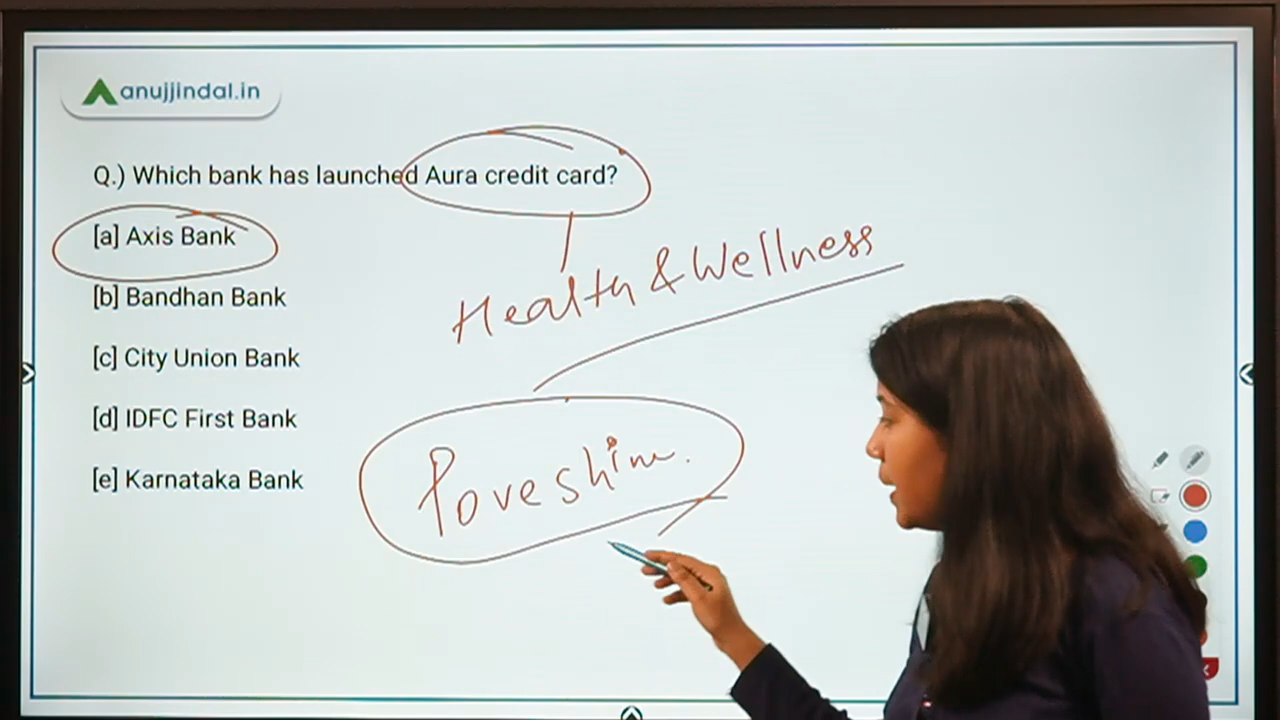 anujjindal.in
Q.) Which bank has launched Aura credit card?
[a] Axis Bank
Health & Wellness
[b] Bandhan Bank
[c] City Union Bank
[d] IDFC First Bank
[e] Karnataka Bank